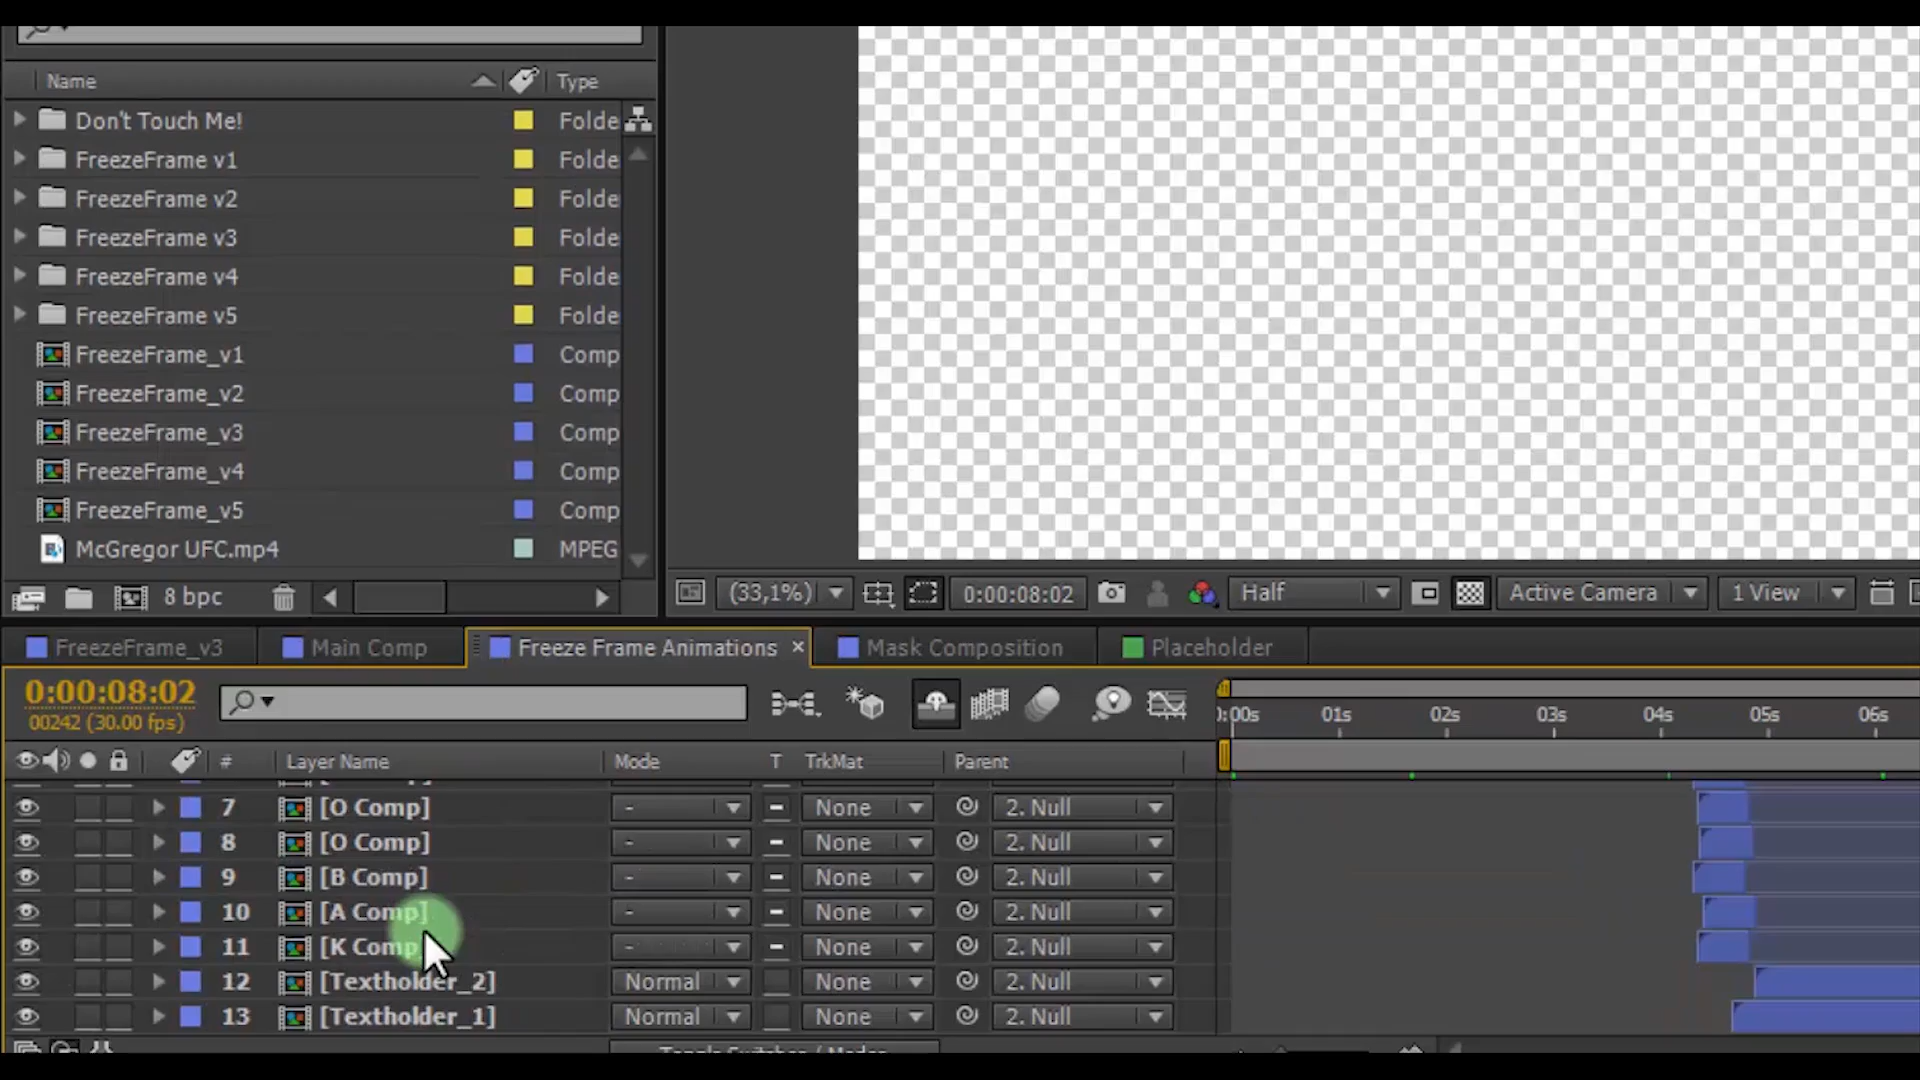 Name Type
Don't Touch Me! Folde
FreezeFrame v1 Folde
FreezeFrame v2 Folde
FreezeFrame v3 Folde
FreezeFrame v4 Folde
FreezeFrame v5 Folde
FreezeFrame_v1 Comp
FreezeFrame_v2 Comp
FreezeFrame_v3 Comp
FreezeFrame_v4 Comp
FreezeFrame_v5 Comp
McGregor UFC.mp4 MPEG
8 bpc
(33,1%) 0:00:08:02 Half Active Camera 1 View
FreezeFrame_v3 Main Comp Freeze Frame Animations × Mask Composition Placeholder
0:00:08:02
00242 (30.00 fps)
):00s 01s 02s 03s 04s 05s 06s
# Layer Name Mode T TrkMat Parent
7 [O Comp] - None 2. Null
8 [O Comp] - None 2. Null
9 [B Comp] - None 2. Null
10 [A Comp] - None 2. Null
11 [K Comp - None 2. Null
12 [Textholder_2] Normal None 2. Null
13 [Textholder_1] Normal None 2. Null
Toggle Switches / Modes